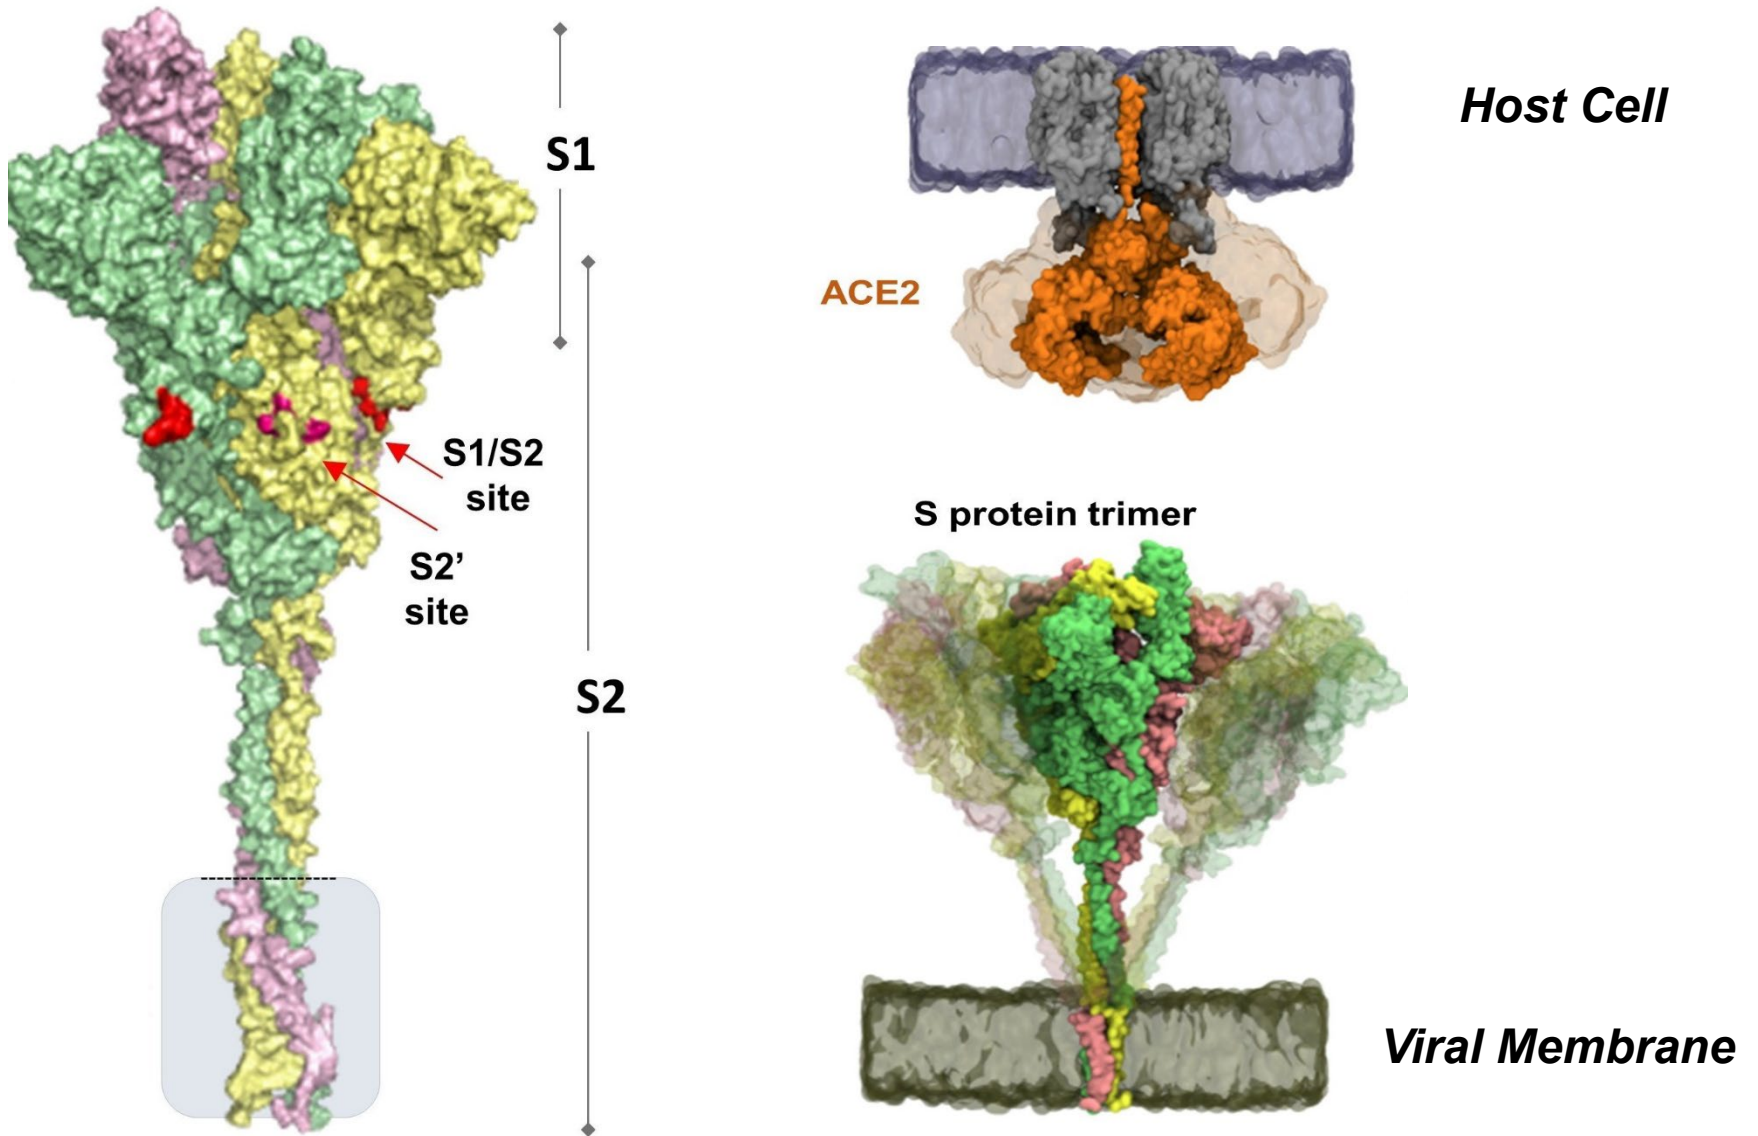 S1
S1/S2
site
S2’
site
S2
Host Cell
ACE2
S protein trimer
Viral Membrane